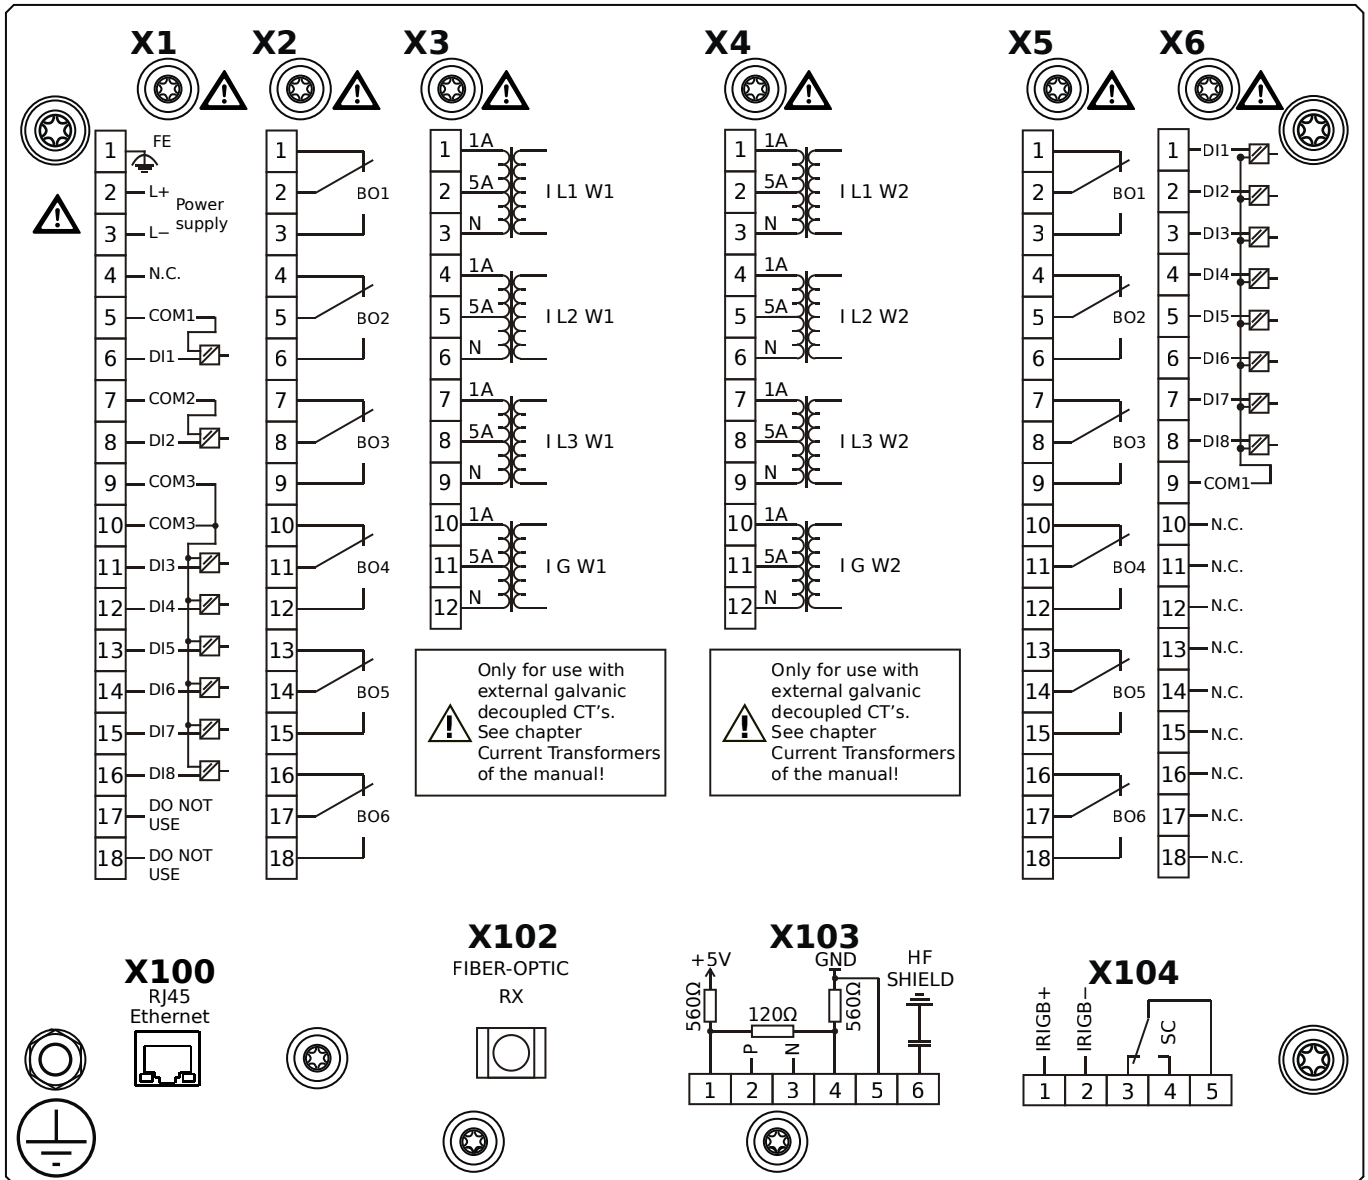 X1 X2 X3 X4 X5 X6
1 FE
2 L+
Power
supply
3 L−
4 N.C.
5 COM1
6 DI1
7 COM2
8 DI2
9 COM3
10 COM3
11 DI3
12 DI4
13 DI5
14 DI6
15 DI7
16 DI8
17 DO NOT
USE
18 DO NOT
USE
1
2 BO1
3
4
5 BO2
6
7
8 BO3
9
10
11 BO4
12
13
14 BO5
15
16
17 BO6
18
1 1A
2 5A I L1 W1
3 N
4 1A
5 5A I L2 W1
6 N
7 1A
8 5A I L3 W1
9 N
10 1A
11 5A I G W1
12 N
Only for use with
external galvanic
decoupled CT's.
See chapter
Current Transformers
of the manual!
1 1A
2 5A I L1 W2
3 N
4 1A
5 5A I L2 W2
6 N
7 1A
8 5A I L3 W2
9 N
10 1A
11 5A I G W2
12 N
Only for use with
external galvanic
decoupled CT's.
See chapter
Current Transformers
of the manual!
1
2 BO1
3
4
5 BO2
6
7
8 BO3
9
10
11 BO4
12
13
14 BO5
15
16
17 BO6
18
1 DI1
2 DI2
3 DI3
4 DI4
5 DI5
6 DI6
7 DI7
8 DI8
9 COM1
10 N.C.
11 N.C.
12 N.C.
13 N.C.
14 N.C.
15 N.C.
16 N.C.
17 N.C.
18 N.C.
X100
RJ45
Ethernet
X102
FIBER-OPTIC
RX
X103
+5V GND HF
SHIELD
560Ω 120Ω 560Ω
P N
1 2 3 4 5 6
X104
IRIGB+ IRIGB− SC
1 2 3 4 5